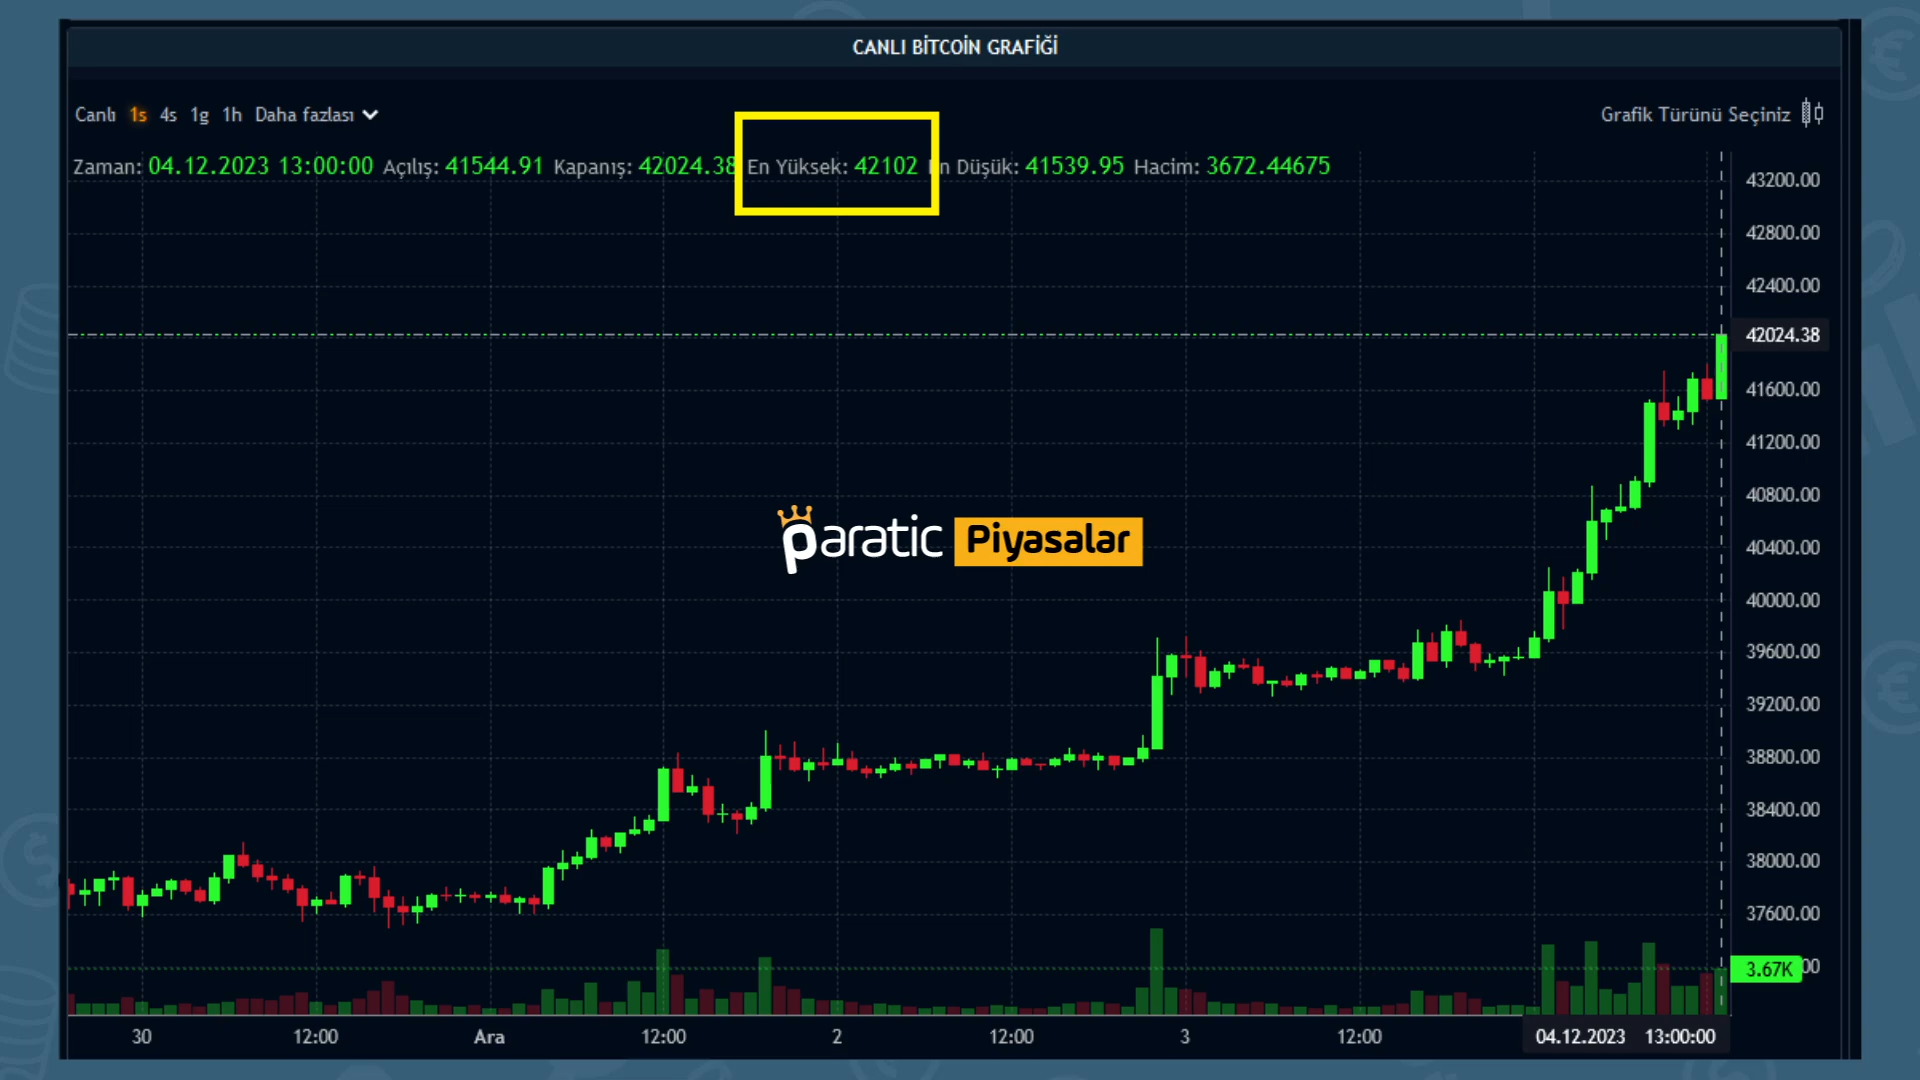 CANLI BİTCOİN GRAFİĞİ
Canlı 1s 4s 1g 1h Daha fazlası
Grafik Türünü Seçiniz
Zaman: 04.12.2023 13:00:00 Açılış: 41544.91 Kapanış: 42024.38 En Yüksek: 42102 En Düşük: 41539.95 Hacim: 3672.44675
43200.00
42800.00
42400.00
42024.38
41600.00
41200.00
40800.00
40400.00
40000.00
39600.00
39200.00
38800.00
38400.00
38000.00
37600.00
3.67K 00
paratic Piyasalar
30 12:00 Ara 12:00 2 12:00 3 12:00 04.12.2023 13:00:00